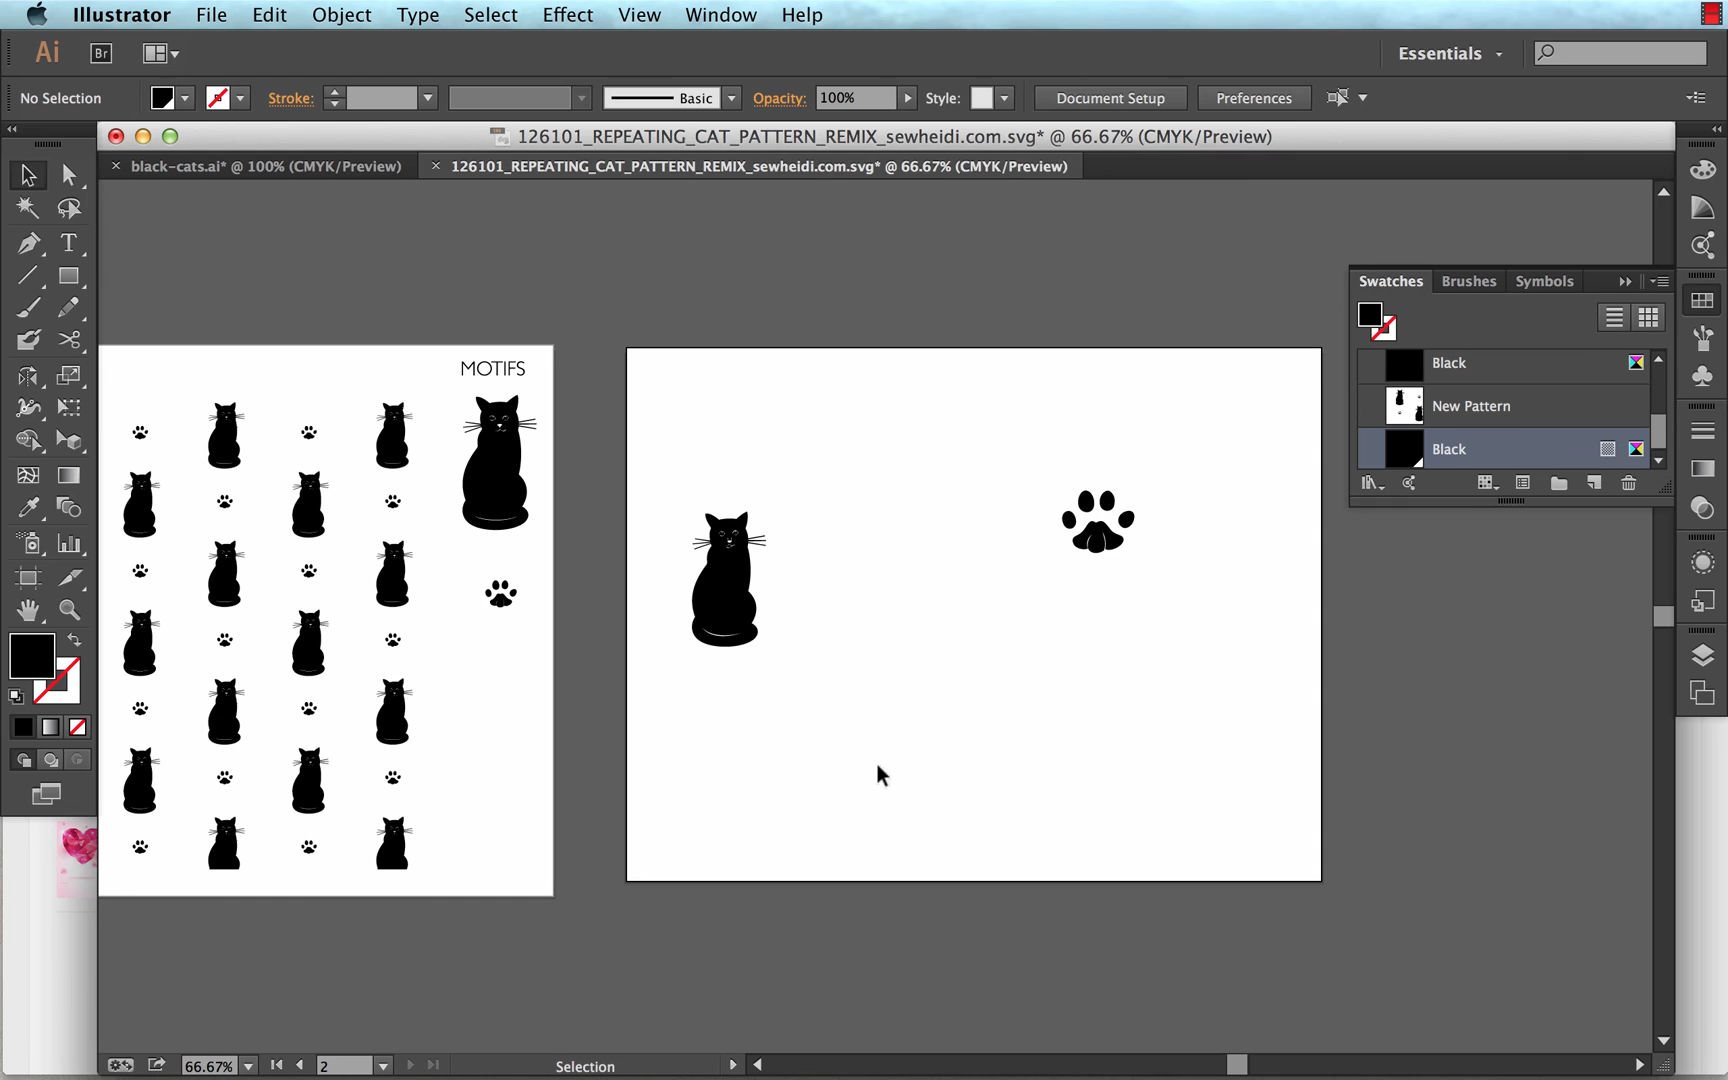 Illustrator File Edit Object Type Select Effect View Window Help
Ai Br Essentials
No Selection Stroke: Basic Opacity: 100% Style: Document Setup Preferences
126101_REPEATING_CAT_PATTERN_REMIX_sewheidi.com.svg* @ 66.67% (CMYK/Preview)
black-cats.ai* @ 100% (CMYK/Preview) 126101_REPEATING_CAT_PATTERN_REMIX_sewheidi.com.svg* @ 66.67% (CMYK/Preview)
T
Swatches Brushes Symbols
Black
New Pattern
Black
MOTIFS
66.67% 2 Selection